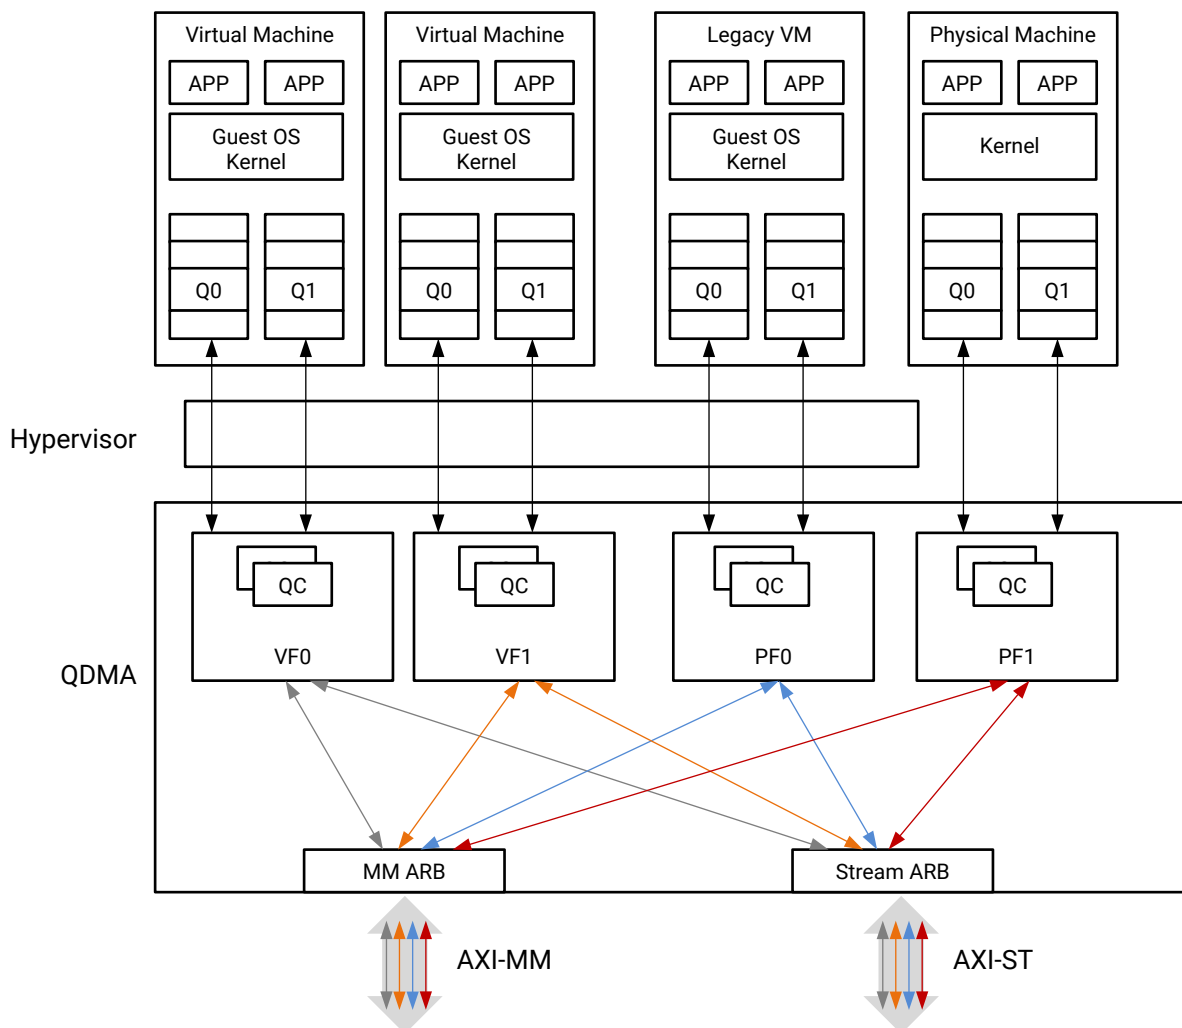 Virtual Machine
Virtual Machine
Legacy VM
Physical Machine
APP
APP
APP
APP
APP
APP
APP
APP
Guest OS
Kernel
Guest OS
Kernel
Guest OS
Kernel
Kernel
Q0
Q1
Q0
Q1
Q0
Q1
Q0
Q1
Hypervisor
QC
QC
QC
QC
VF0
VF1
PF0
PF1
QDMA
MM ARB
Stream ARB
AXI-MM
AXI-ST